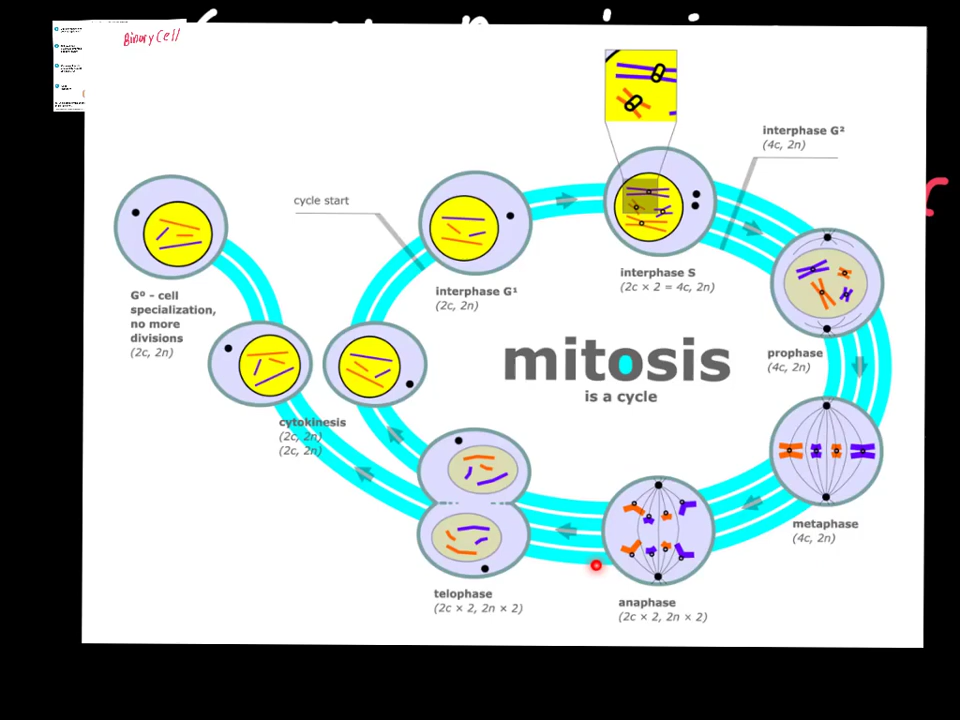 Binary Cell
interphase G²
(4c, 2n)
cycle start
interphase S
(2c × 2 = 4c, 2n)
interphase G¹
(2c, 2n)
G⁰ - cell
specialization,
no more
divisions
(2c, 2n)
mitosis
is a cycle
prophase
(4c, 2n)
cytokinesis
(2c, 2n)
(2c, 2n)
metaphase
(4c, 2n)
telophase
(2c × 2, 2n × 2)
anaphase
(2c × 2, 2n × 2)